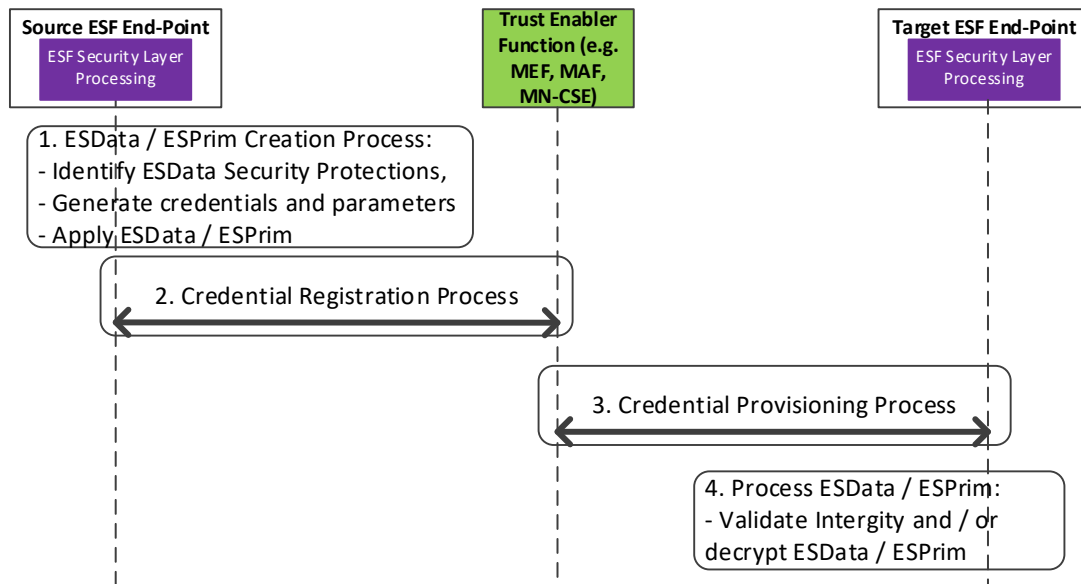 Source ESF End-Point
ESF Security Layer
Processing
Trust Enabler
Function (e.g.
MEF, MAF,
MN-CSE)
Target ESF End-Point
ESF Security Layer
Processing
1. ESData / ESPrim Creation Process:
- Identify ESData Security Protections,
- Generate credentials and parameters
- Apply ESData / ESPrim
2. Credential Registration Process
3. Credential Provisioning Process
4. Process ESData / ESPrim:
- Validate Intergity and / or
decrypt ESData / ESPrim